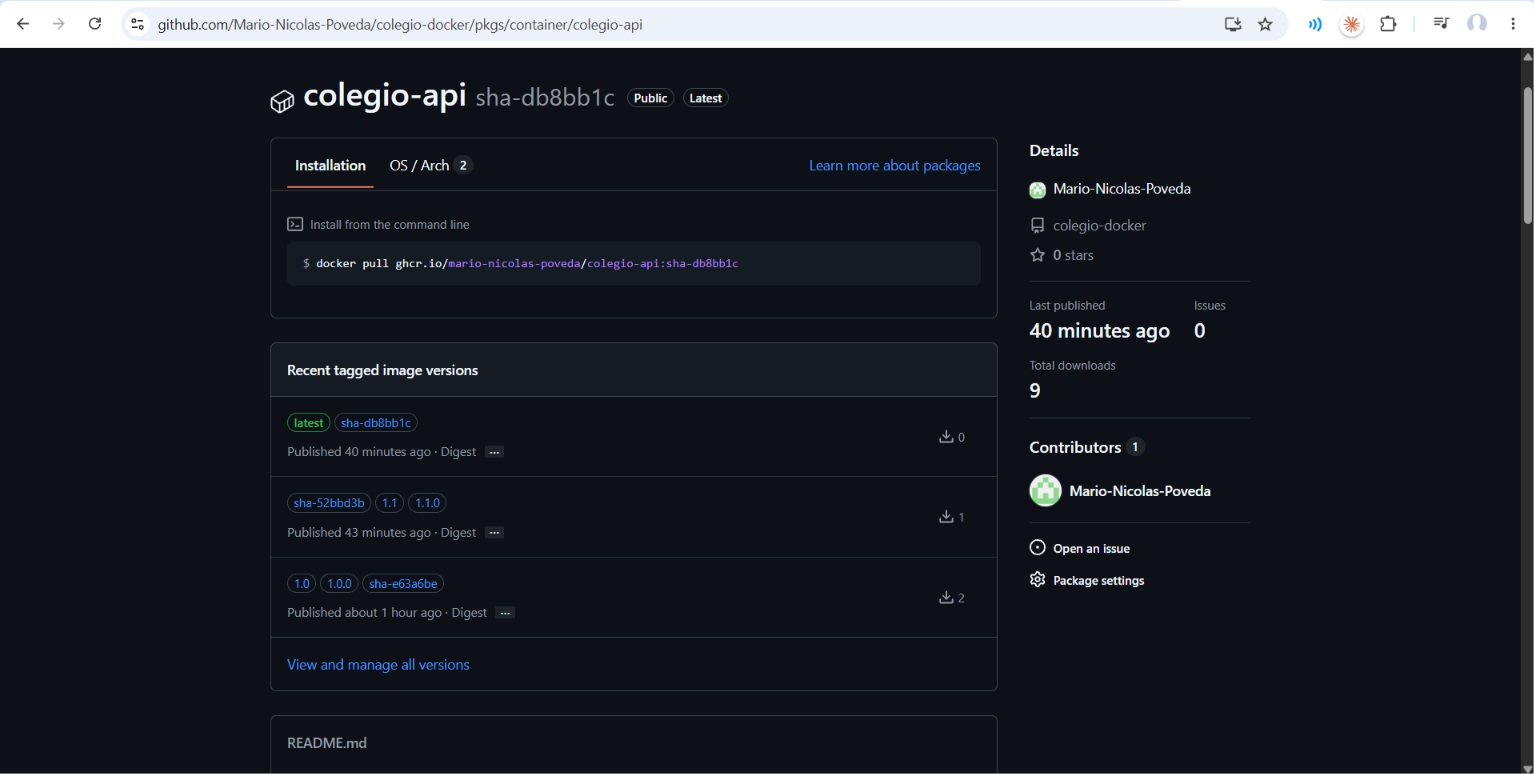 github.com/Mario-Nicolas-Poveda/colegio-docker/pkgs/container/colegio-api
colegio-api sha-db8bb1c Public Latest
Installation OS / Arch 2 Learn more about packages
Install from the command line
$ docker pull ghcr.io/mario-nicolas-poveda/colegio-api:sha-db8bb1c
Recent tagged image versions
latest sha-db8bb1c
Published 40 minutes ago · Digest ...
0
sha-52bbd3b 1.1 1.1.0
Published 43 minutes ago · Digest ...
1
1.0 1.0.0 sha-e63a6be
Published about 1 hour ago · Digest ...
2
View and manage all versions
README.md
Details
Mario-Nicolas-Poveda
colegio-docker
0 stars
Last published Issues
40 minutes ago 0
Total downloads
9
Contributors 1
Mario-Nicolas-Poveda
Open an issue
Package settings